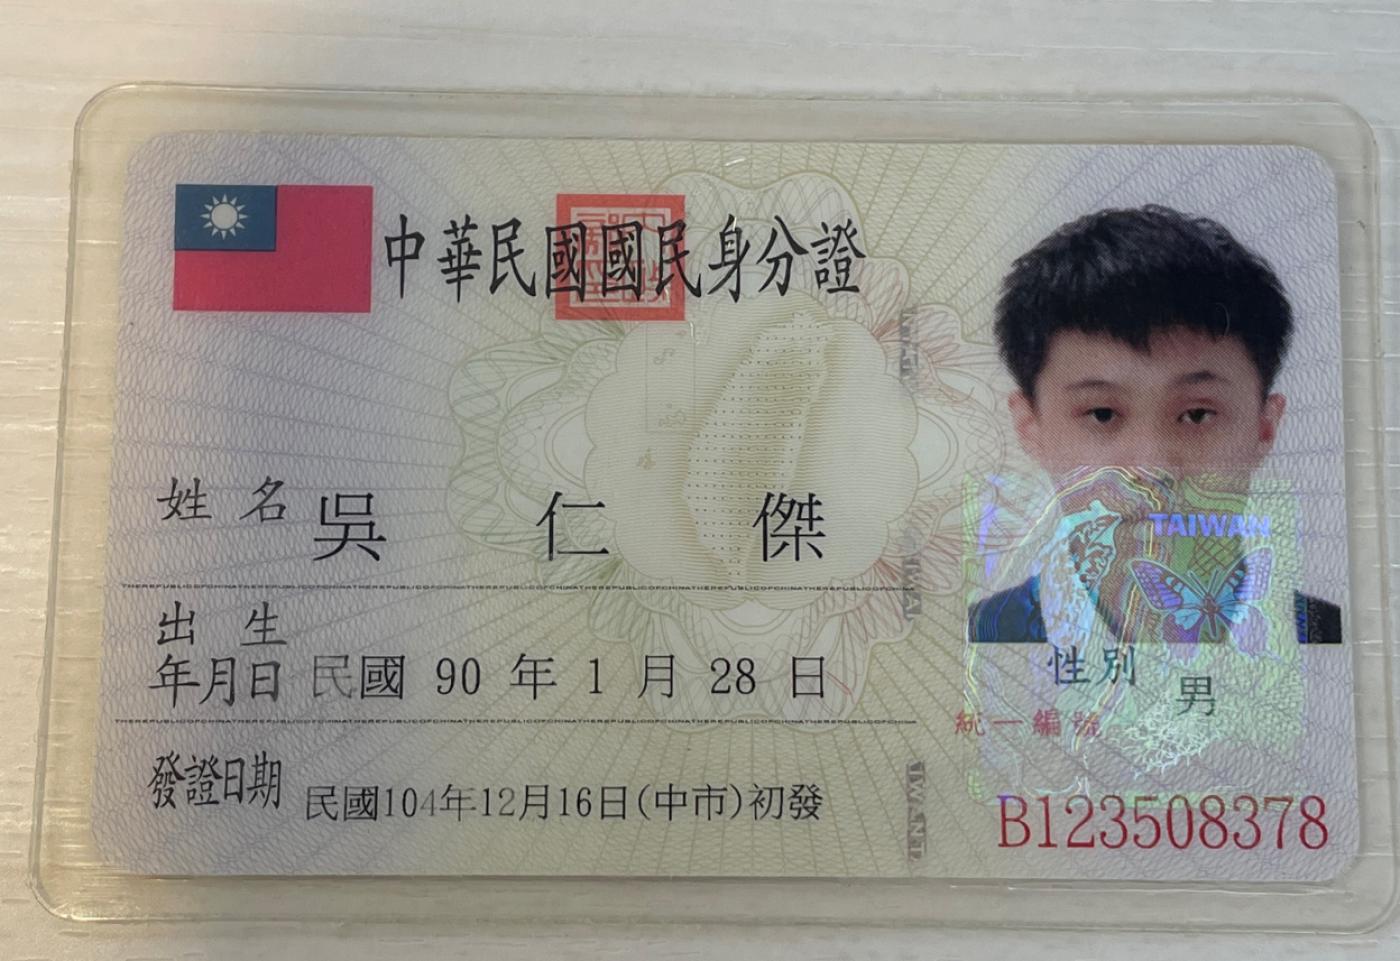 中華民國國民身分證
姓名 吳仁傑
THEREPUBLICOFCHINATHEREPUBLICOFCHINATHEREPUBLICOFCHINATHEREPUBLICOFCHINA
出生
年月日 民國 90 年 1 月 28 日
發證日期 民國104年12月16日(中市)初發
TAIWAN
性別 男
統一編號
B123508378